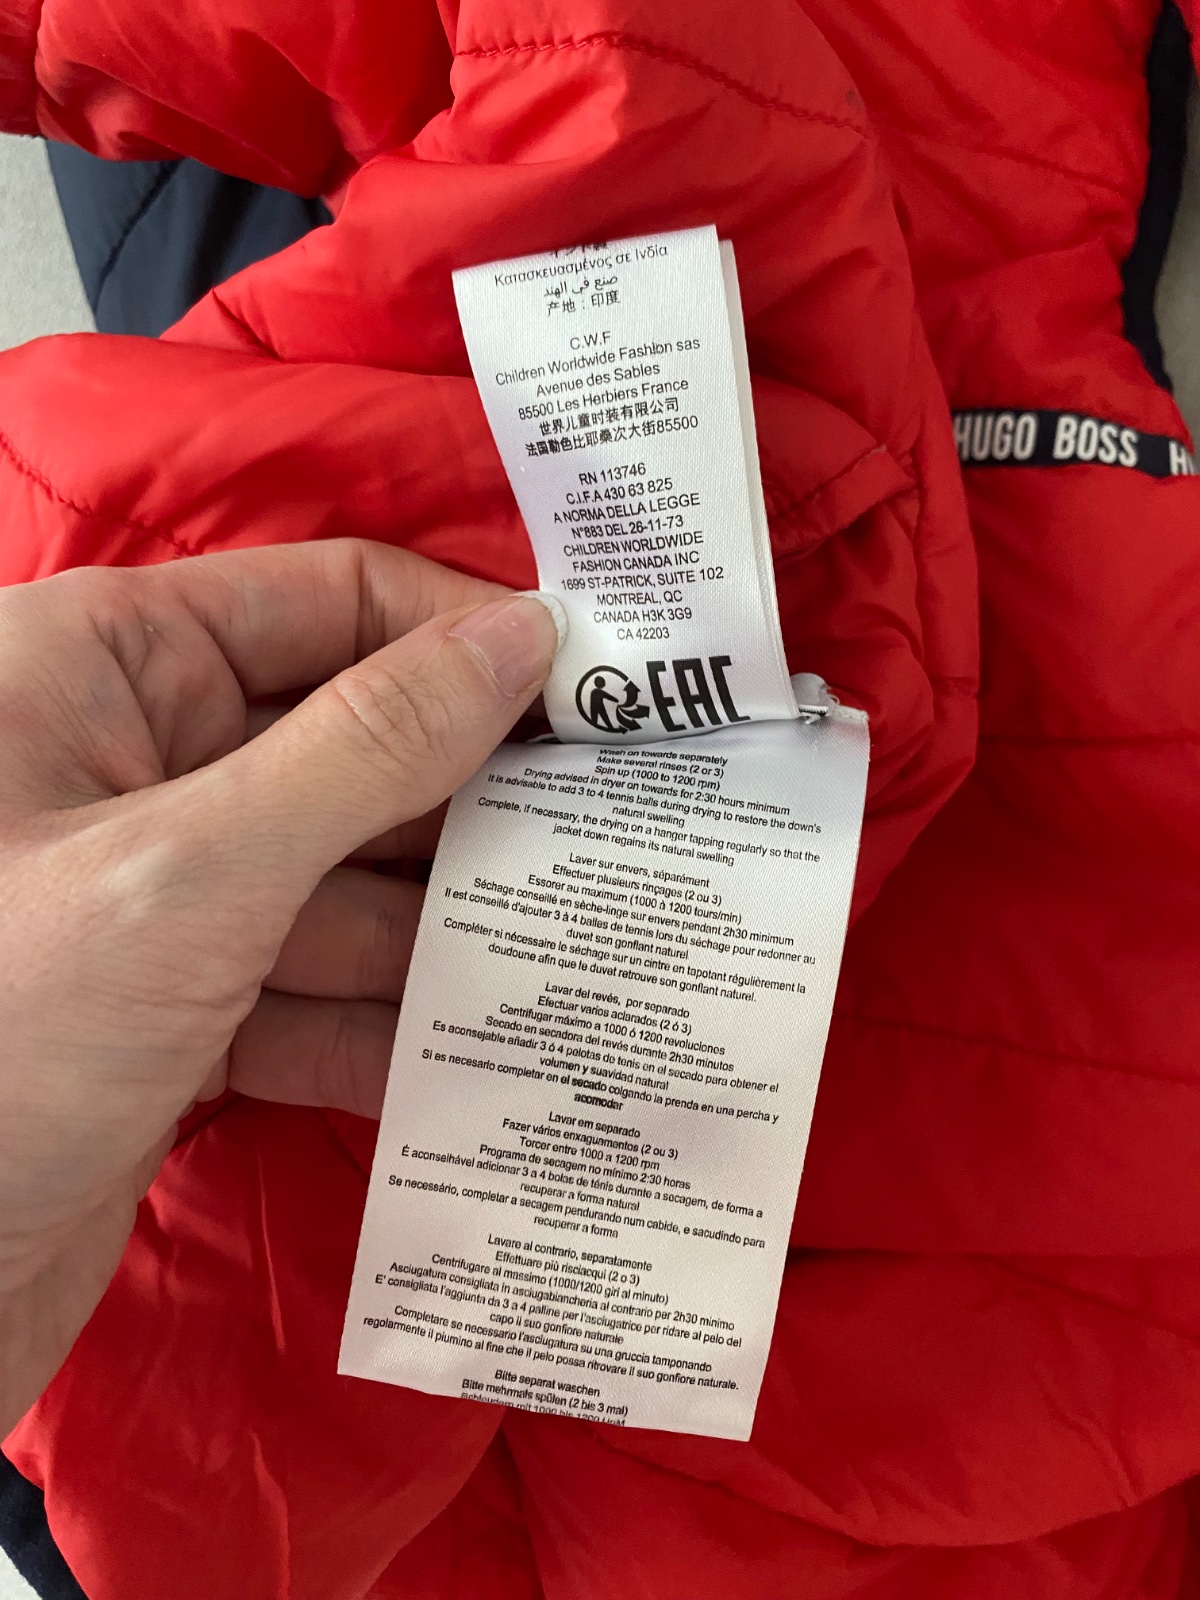 Κατασκευασμένος σε Ινδία
صنع في الهند
产地 : 印度
C.W.F
Children Worldwide Fashion sas
Avenue des Sables
85500 Les Herbiers France
世界儿童时装有限公司
法国勒色比耶桑次大街85500
RN 113746
C.I.F.A 430 63 825
A NORMA DELLA LEGGE
N°883 DEL 26-11-73
CHILDREN WORLDWIDE
FASHION CANADA INC
1699 ST-PATRICK, SUITE 102
MONTREAL, QC
CANADA H3K 3G9
CA 42203
EAC
HUGO BOSS H
Wash on towards separately
Make several rinses (2 or 3)
Spin up (1000 to 1200 rpm)
Drying advised in dryer on towards for 2:30 hours minimum
It is advisable to add 3 to 4 tennis balls during drying to restore the down's
natural swelling
Complete, if necessary, the drying on a hanger tapping regularly so that the
jacket down regains its natural swelling
Laver sur envers, séparément
Effectuer plusieurs rinçages (2 ou 3)
Essorer au maximum (1000 à 1200 tours/min)
Séchage conseillé en sèche-linge sur envers pendant 2h30 minimum
Il est conseillé d'ajouter 3 à 4 balles de tennis lors du séchage pour redonner au
duvet son gonflant naturel
Compléter si nécessaire le séchage sur un cintre en tapotant régulièrement la
doudoune afin que le duvet retrouve son gonflant naturel.
Lavar del revés, por separado
Efectuar varios aclarados (2 ó 3)
Centrifugar máximo a 1000 ó 1200 revoluciones
Secado en secadora del revés durante 2h30 minutos
Es aconsejable añadir 3 ó 4 pelotas de tenis en el secado para obtener el
volumen y suavidad natural
Si es necesario completar en el secado colgando la prenda en una percha y
acomodar
Lavar em separado
Fazer vários enxaguamentos (2 ou 3)
Torcer entre 1000 a 1200 rpm
Programa de secagem no mínimo 2:30 horas
É aconselhável adicionar 3 a 4 bolas de ténis durante a secagem, de forma a
recuperar a forma natural
Se necessário, completar a secagem pendurando num cabide, e sacudindo para
recuperar a forma
Lavare al contrario, separatamente
Effettuare più risciacqui (2 o 3)
Centrifugare al massimo (1000/1200 giri al minuto)
Asciugatura consigliata in asciugabiancheria al contrario per 2h30 minimo
E' consigliata l'aggiunta da 3 a 4 palline per l'asciugatrice per ridare al pelo del
capo il suo gonfiore naturale
Completare se necessario l'asciugatura su una gruccia tamponando
regolarmente il piumino al fine che il pelo possa ritrovare il suo gonfiore naturale.
Bitte separat waschen
Bitte mehrmals spülen (2 bis 3 mal)
Schleudern mit 1000 bis 1200 U/M